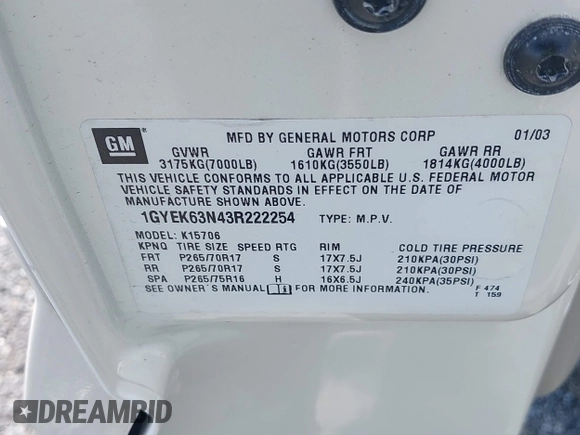 GM ®
MFD BY GENERAL MOTORS CORP 01/03
GVWR GAWR FRT GAWR RR
3175KG(7000LB) 1610KG(3550LB) 1814KG(4000LB)
THIS VEHICLE CONFORMS TO ALL APPLICABLE U.S. FEDERAL MOTOR
VEHICLE SAFETY STANDARDS IN EFFECT ON THE DATE OF
MANUFACTURE SHOWN ABOVE.
1GYEK63N43R222254 TYPE: M.P.V.
MODEL: K15706
KPNQ TIRE SIZE SPEED RTG RIM COLD TIRE PRESSURE
FRT P265/70R17 S 17X7.5J 210KPA(30PSI)
RR P265/70R17 S 17X7.5J 210KPA(30PSI)
SPA P265/75R16 H 16X6.5J 240KPA(35PSI)
SEE OWNER'S MANUAL FOR MORE INFORMATION.
F 474
T 159
DREAMBID